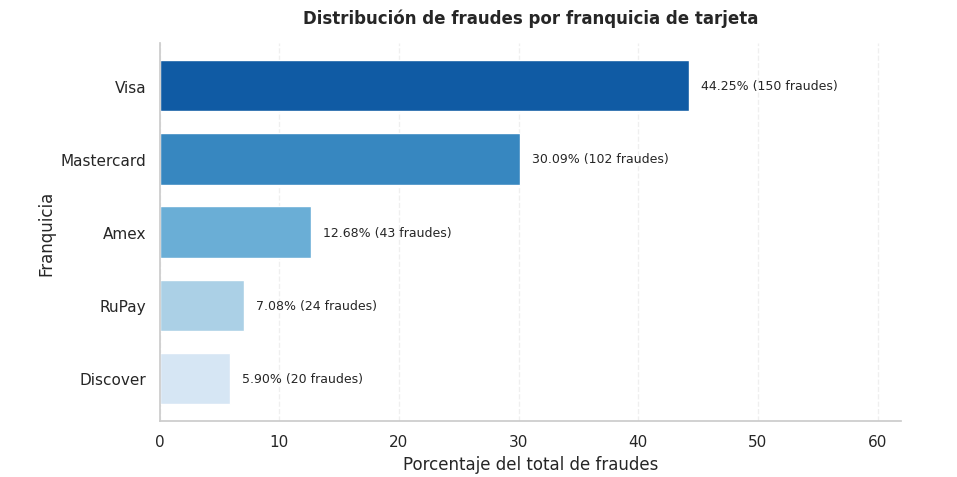 Distribución de fraudes por franquicia de tarjeta
Franquicia
Visa
44.25% (150 fraudes)
Mastercard
30.09% (102 fraudes)
Amex
12.68% (43 fraudes)
RuPay
7.08% (24 fraudes)
Discover
5.90% (20 fraudes)
0 10 20 30 40 50 60
Porcentaje del total de fraudes